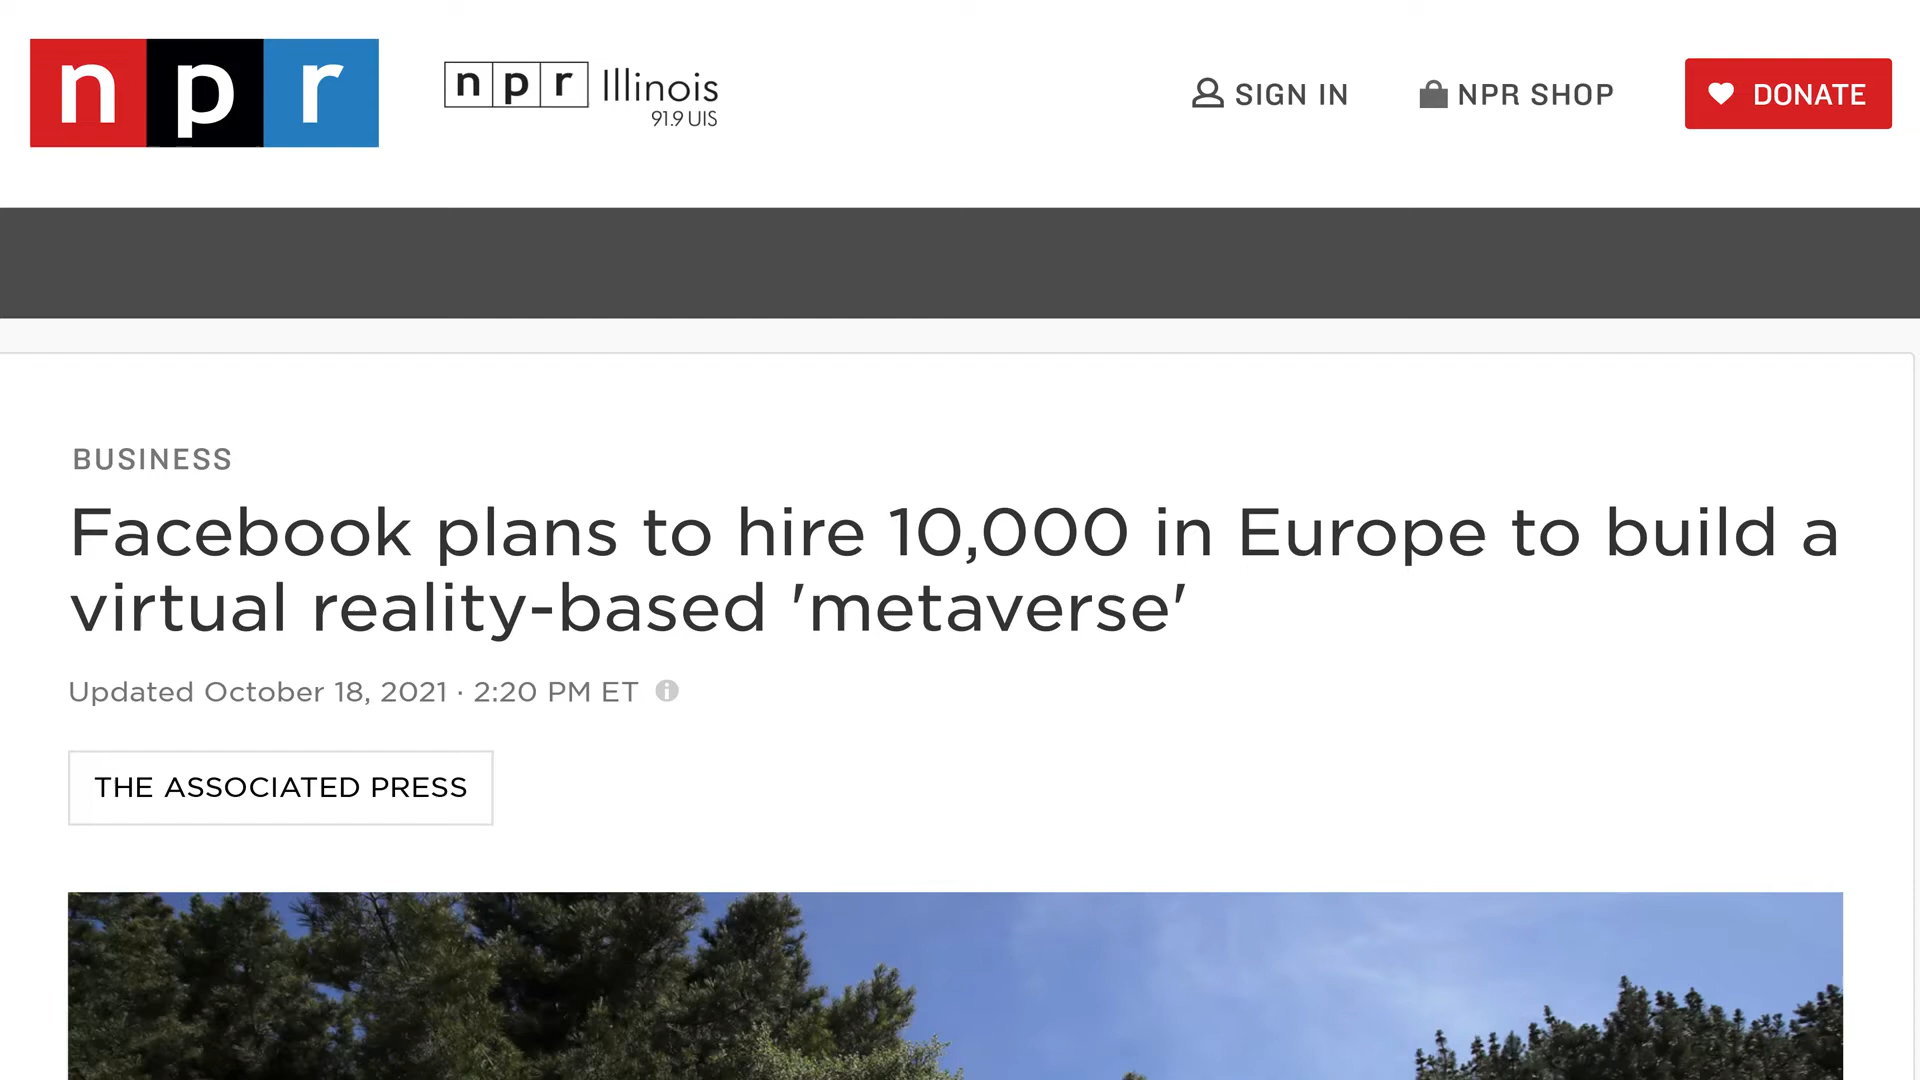 npr
npr Illinois
91.9 UIS
SIGN IN
NPR SHOP
DONATE
BUSINESS
Facebook plans to hire 10,000 in Europe to build a
virtual reality-based 'metaverse'
Updated October 18, 2021 · 2:20 PM ET
THE ASSOCIATED PRESS